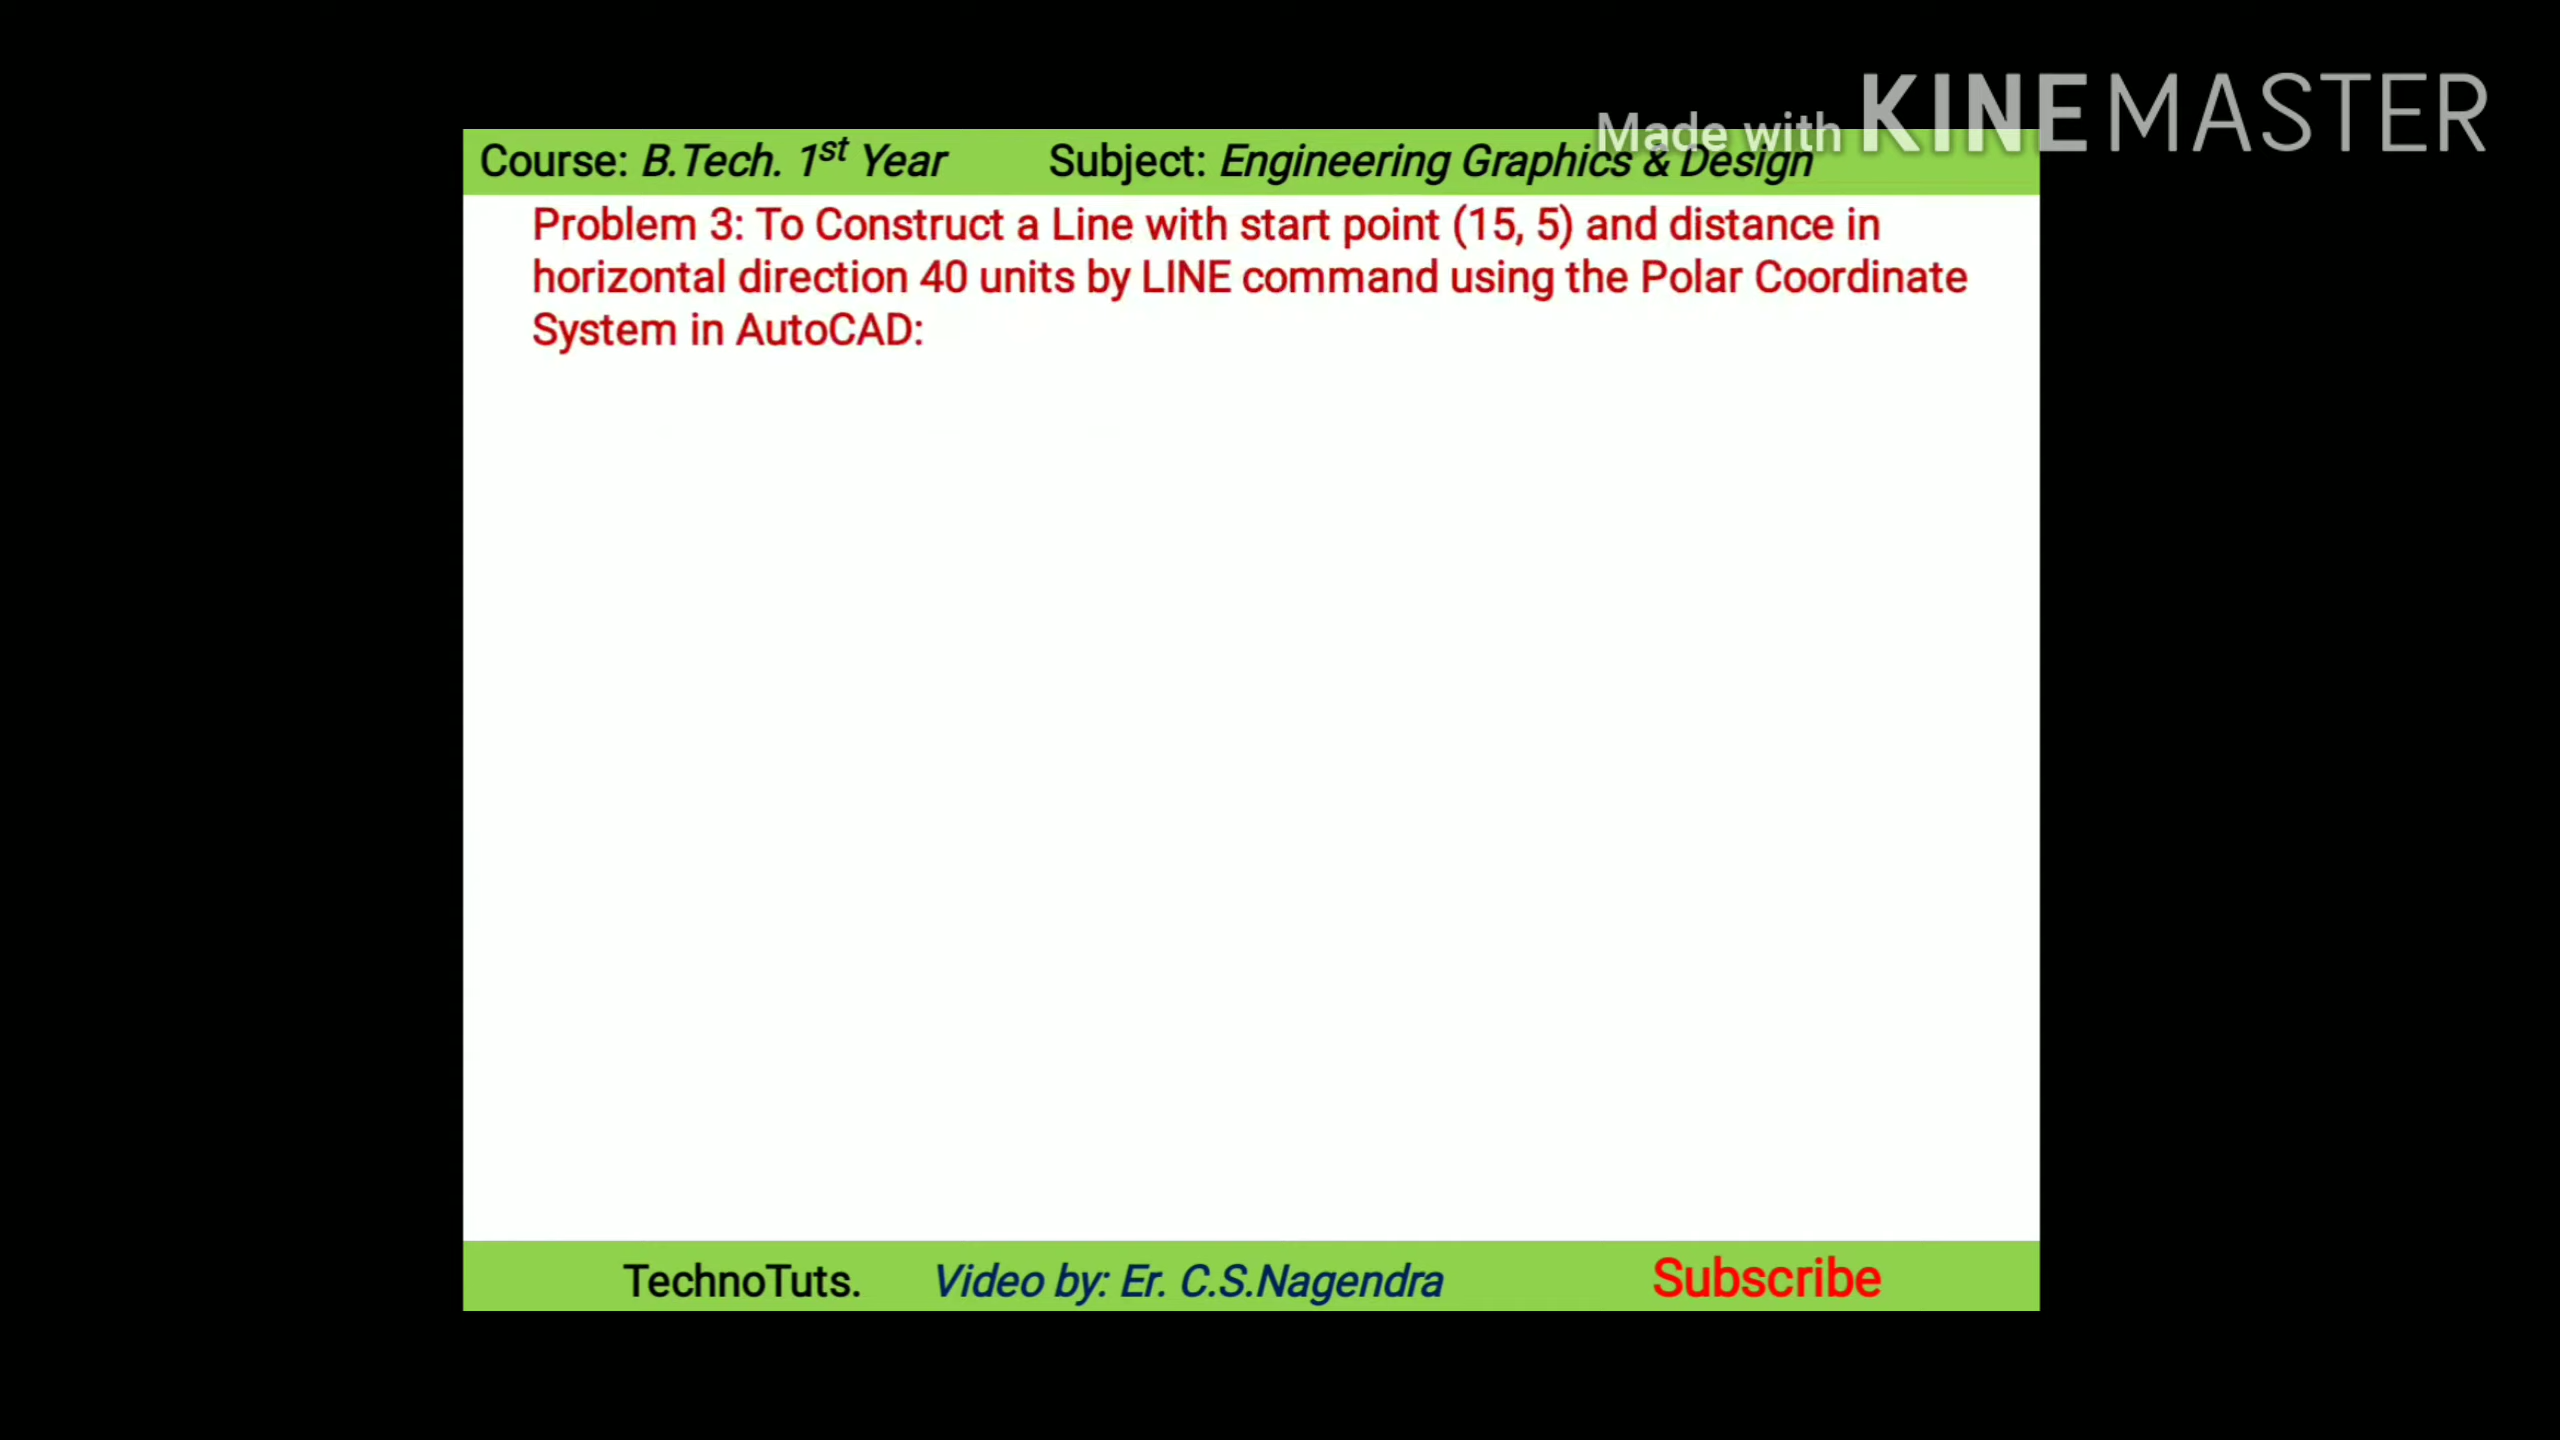 Made with KINEMASTER
Course: B.Tech. 1st Year Subject: Engineering Graphics & Design
Problem 3: To Construct a Line with start point (15, 5) and distance in
horizontal direction 40 units by LINE command using the Polar Coordinate
System in AutoCAD:
TechnoTuts. Video by: Er. C.S.Nagendra Subscribe